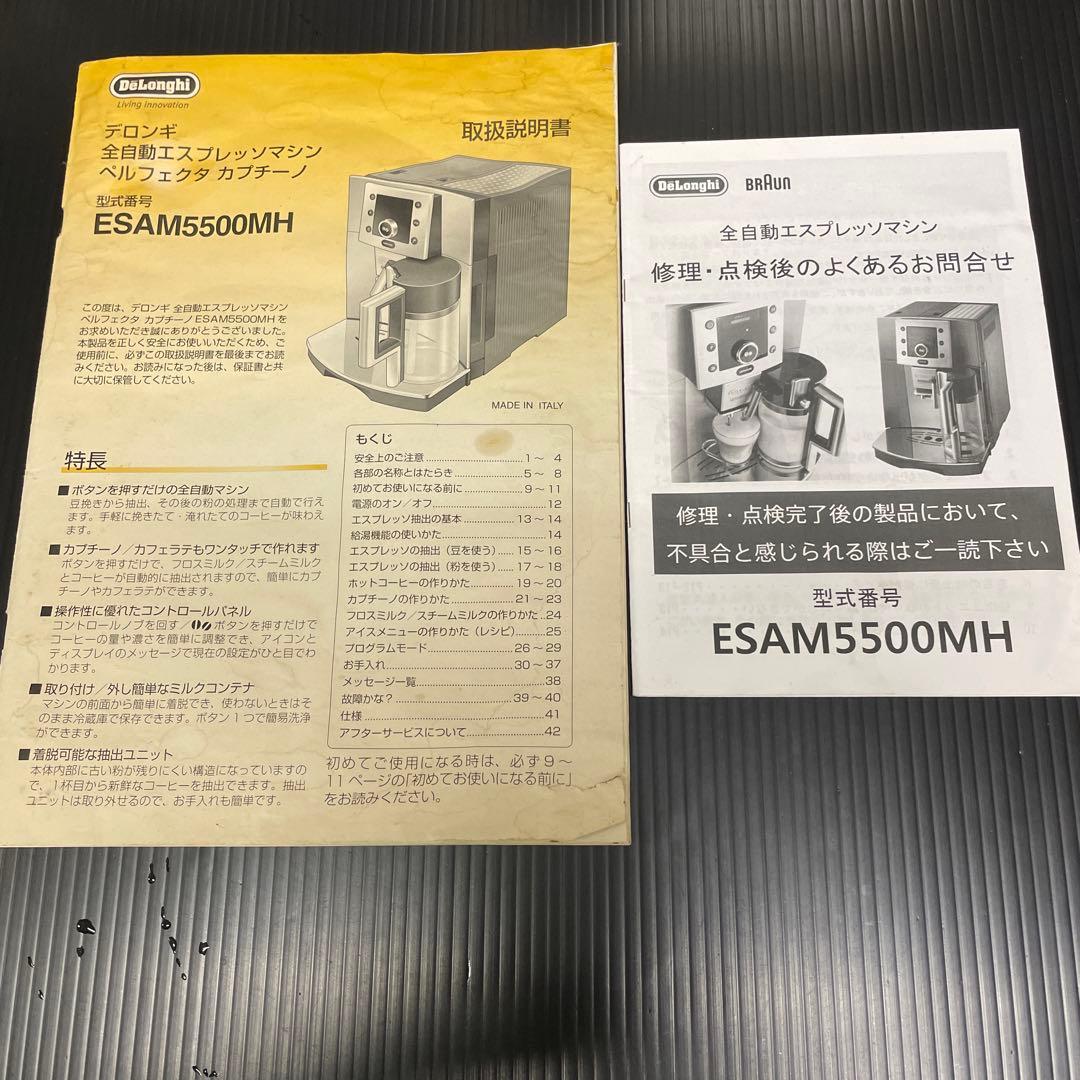 DeLonghi
Living innovation
デロンギ
全自動エスプレッソマシン
ペルフェクタ カプチーノ
取扱説明書
型式番号
ESAM5500MH
この度は、デロンギ 全自動エスプレッソマシン
ペルフェクタ カプチーノESAM5500MHを
お求めいただき誠にありがとうございました。
本製品を正しく安全にお使いいただくため、ご
使用前に、必ずこの取扱説明書を最後までお読
みください。お読みになった後は、保証書と共
に大切に保管してください。
MADE IN ITALY
特長
■ボタンを押すだけの全自動マシン
豆挽きから抽出、その後の粉の処理まで自動で行え
ます。手軽に挽きたて・淹れたてのコーヒーが味わえ
ます。
■カプチーノ／カフェラテもワンタッチで作れます
ボタンを押すだけで、フロスミルク／スチームミルク
とコーヒーが自動的に抽出されますので、簡単にカプ
チーノやカフェラテができます。
■操作性に優れたコントロールパネル
コントロールノブを回す／ボタンを押すだけで
コーヒーの量や濃さを簡単に調整でき、アイコンと
ディスプレイのメッセージで現在の設定がひと目でわ
かります。
■取り付け／外し簡単なミルクコンテナ
マシンの前面から簡単に着脱でき、使わないときはそ
のまま冷蔵庫で保存できます。ボタン1つで簡易洗浄
ができます。
■着脱可能な抽出ユニット
本体内部に古い粉が残りにくい構造になっていますの
で、1杯目から新鮮なコーヒーを抽出できます。抽出
ユニットは取り外せるので、お手入れも簡単です。
もくじ
安全上のご注意 1～ 4
各部の名称とはたらき 5～ 8
初めてお使いになる前に 9～11
電源のオン／オフ 12
エスプレッソ抽出の基本 13～14
給湯機能の使いかた 14
エスプレッソの抽出（豆を使う） 15～16
エスプレッソの抽出（粉を使う） 17～18
ホットコーヒーの作りかた 19～20
カプチーノの作りかた 21～23
フロスミルク／スチームミルクの作りかた 24
アイスメニューの作りかた（レシピ） 25
プログラムモード 26～29
お手入れ 30～37
メッセージ一覧 38
故障かな? 39～40
仕様 41
アフターサービスについて 42
初めてご使用になる時は、必ず9～
11ページの「初めてお使いになる前に」
をお読みください。
DeLonghi BRAUN
全自動エスプレッソマシン
修理・点検後のよくあるお問合せ
修理・点検完了後の製品において、
不具合と感じられる際はご一読下さい
型式番号
ESAM5500MH